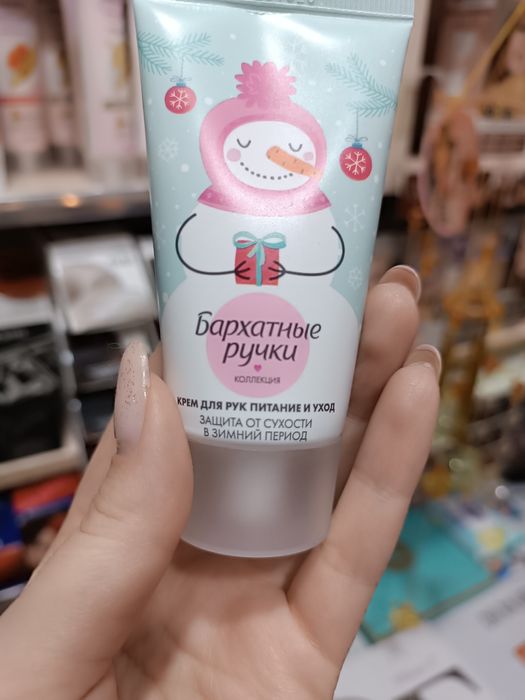 Бархатные
ручки
КОЛЛЕКЦИЯ
КРЕМ ДЛЯ РУК ПИТАНИЕ И УХОД
ЗАЩИТА ОТ СУХОСТИ
В ЗИМНИЙ ПЕРИОД